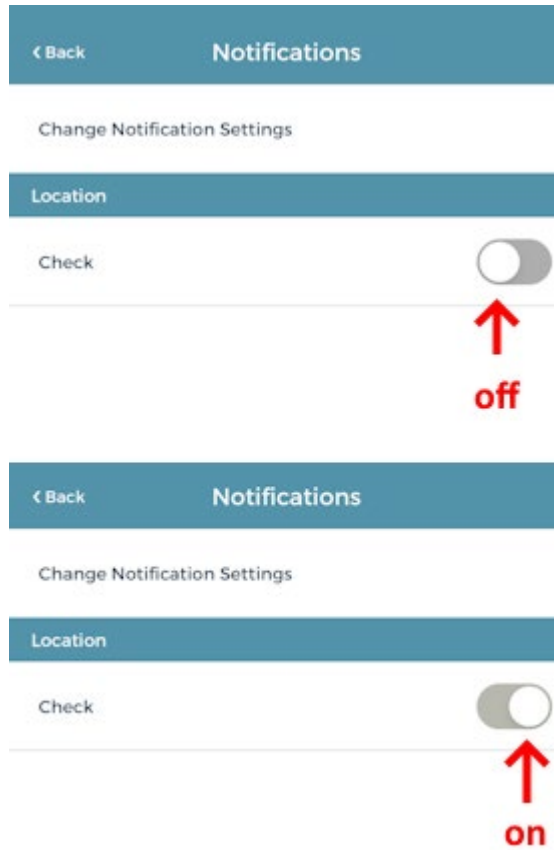 Back
Notifications
Change Notification Settings
Location
Check
off
Back
Notifications
Change Notification Settings
Location
Check
on